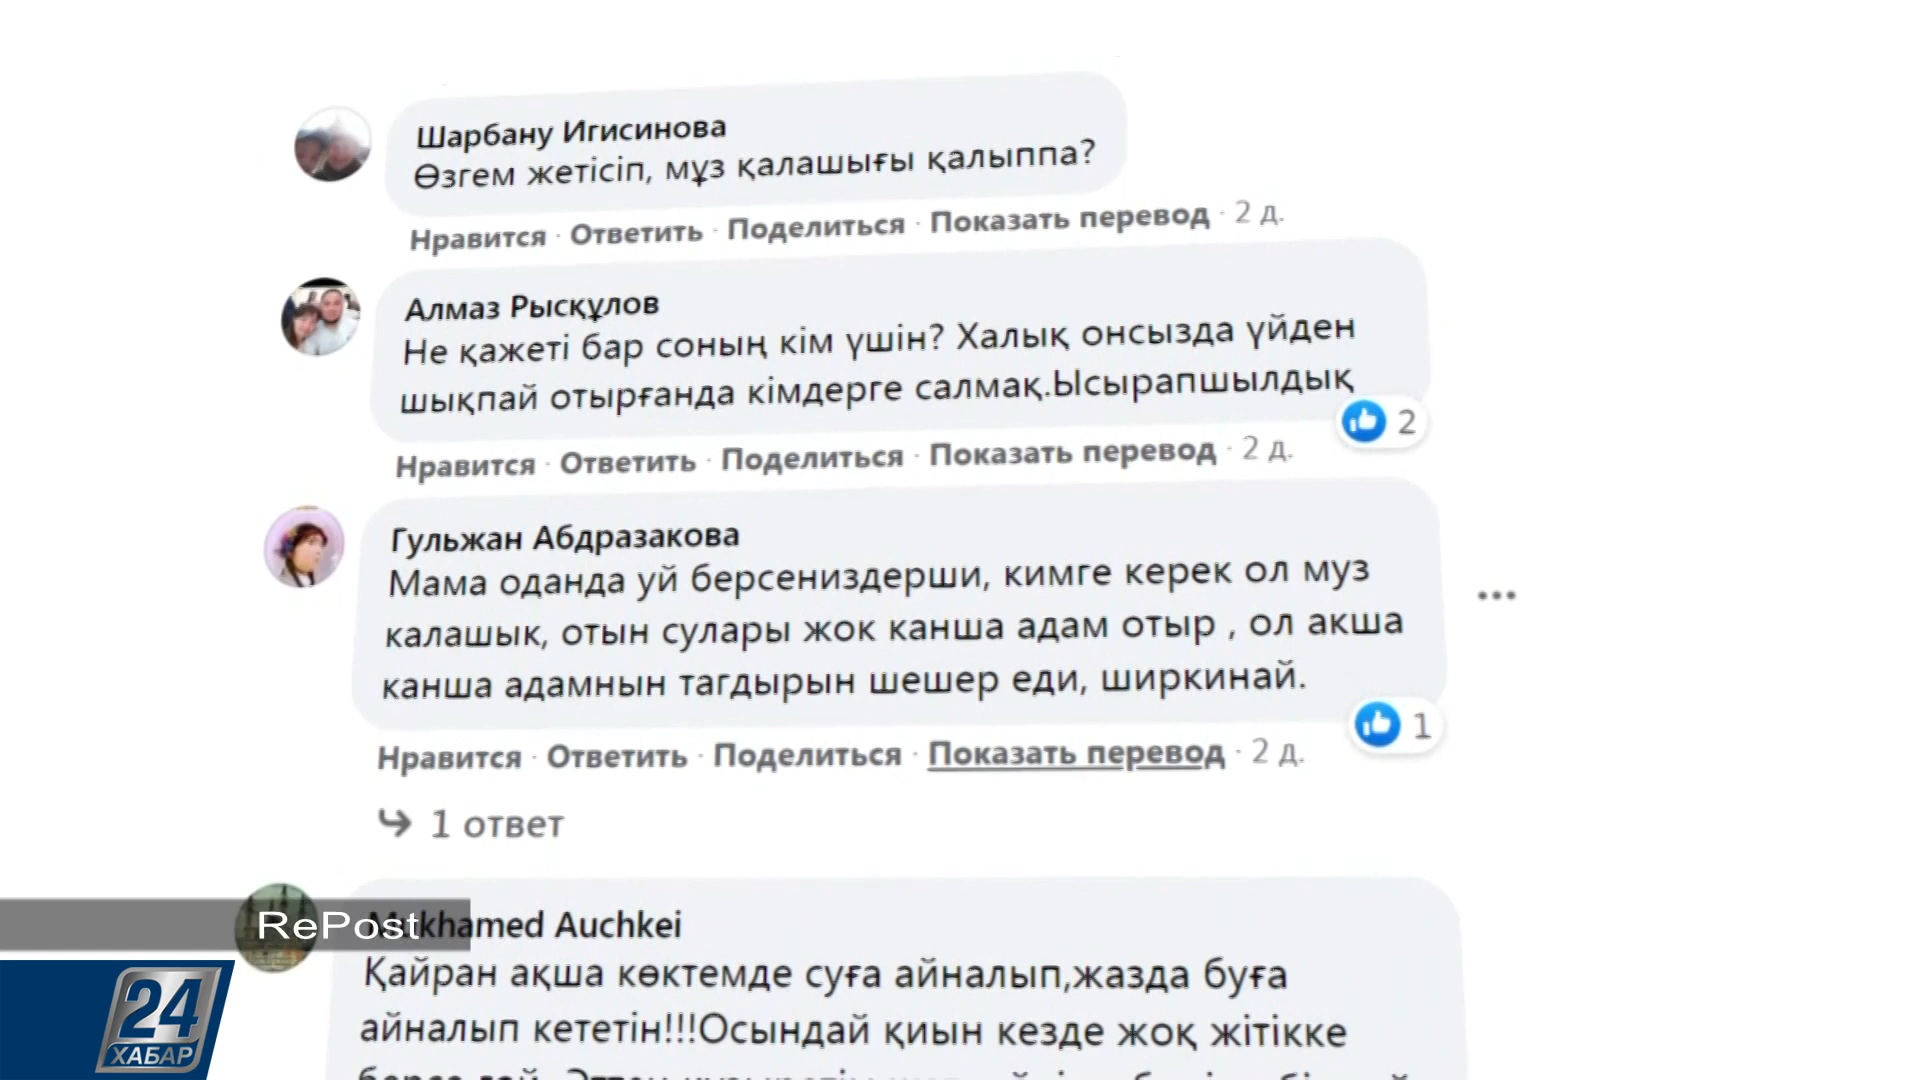 Шарбану Игисинова
Өзгем жетісіп, мұз қалашығы қалыппа?
Нравится · Ответить · Поделиться · Показать перевод · 2 д.
Алмаз Рысқұлов
Не қажеті бар соның кім үшін? Халық онсызда үйден
шықпай отырғанда кімдерге салмақ.Ысырапшылдық
2
Нравится · Ответить · Поделиться · Показать перевод · 2 д.
Гульжан Абдразакова
Мама оданда уй берсениздерши, кимге керек ол муз
калашык, отын сулары жок канша адам отыр , ол акша
канша адамнын тагдырын шешер еди, ширкинай.
1
Нравится · Ответить · Поделиться · Показать перевод · 2 д.
1 ответ
RePost
Mukhamed Auchkei
Қайран ақша көктемде суға айналып,жазда буға
айналып кететін!!!Осындай қиын кезде жоқ жітікке
24
ХАБАР